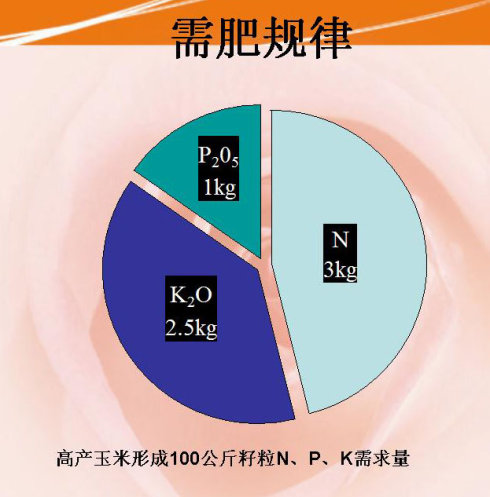 需肥规律
P₂0₅
1kg
N
3kg
K₂O
2.5kg
高产玉米形成100公斤籽粒N、P、K需求量